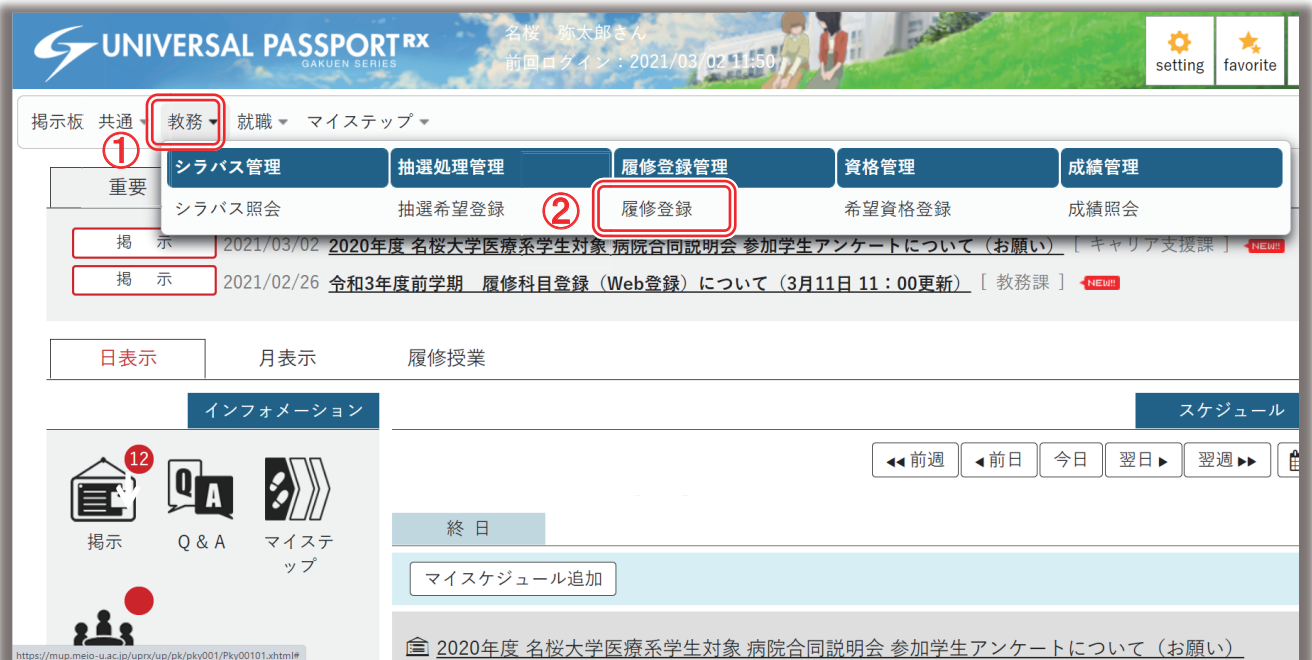 UNIVERSAL PASSPORT RX
GAKUEN SERIES
名桜 弥太郎さん
前回ログイン：2021/03/02 11:50
setting
favorite
掲示板 共通 教務 就職 マイステップ
①
シラバス管理 抽選処理管理 履修登録管理 資格管理 成績管理
重要
シラバス照会 抽選希望登録 ② 履修登録 希望資格登録 成績照会
掲 示 2021/03/02 2020年度 名桜大学医療系学生対象 病院合同説明会 参加学生アンケートについて（お願い） [ キャリア支援課 ] NEW!!
掲 示 2021/02/26 令和3年度前学期　履修科目登録（Web登録）について（3月11日 11：00更新） [ 教務課 ] NEW!!
日表示 月表示 履修授業
インフォメーション
スケジュール
前週 前日 今日 翌日 翌週
12
Q A
掲示 Q & A マイステ
ップ
終 日
マイスケジュール追加
2020年度 名桜大学医療系学生対象 病院合同説明会 参加学生アンケートについて（お願い）
https://mup.meio-u.ac.jp/uprx/up/pk/pky001/Pky00101.xhtml#